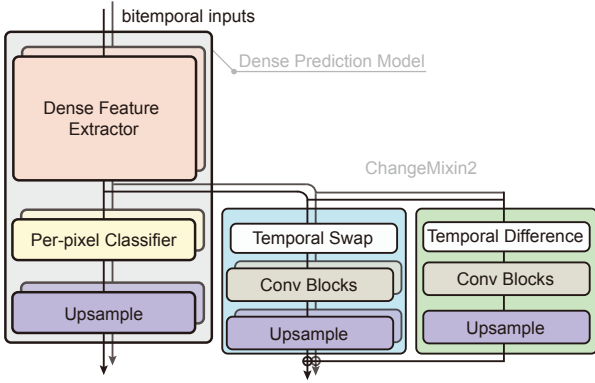 bitemporal inputs
Dense Prediction Model
Dense Feature
Extractor
ChangeMixin2
Per-pixel Classifier
Temporal Swap
Temporal Difference
Conv Blocks
Conv Blocks
Upsample
Upsample
Upsample